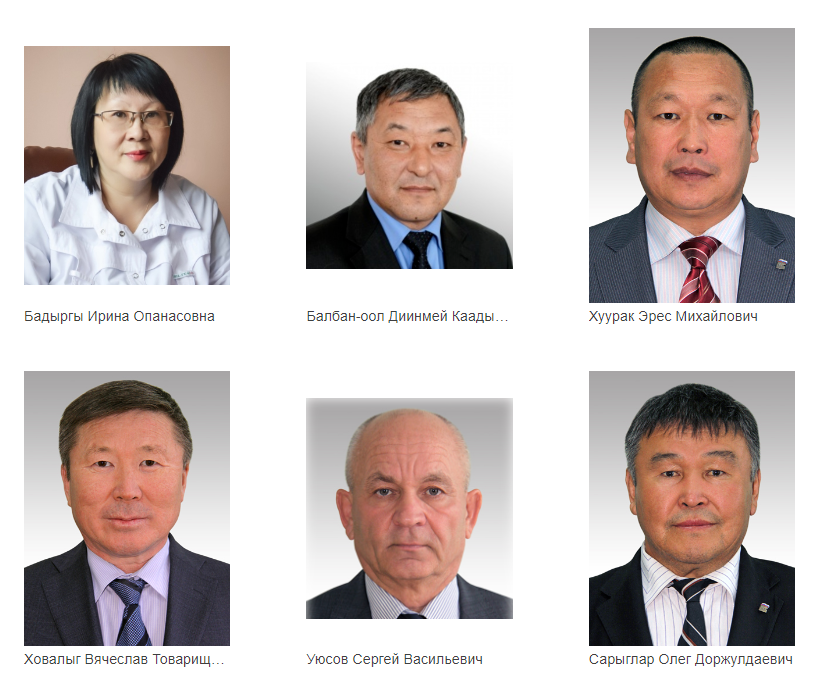 Бадыргы Ирина Опанасовна
Балбан-оол Диинмей Каады…
Хуурак Эрес Михайлович
Ховалыг Вячеслав Товарищ…
Уюсов Сергей Васильевич
Сарыглар Олег Доржулдаевич